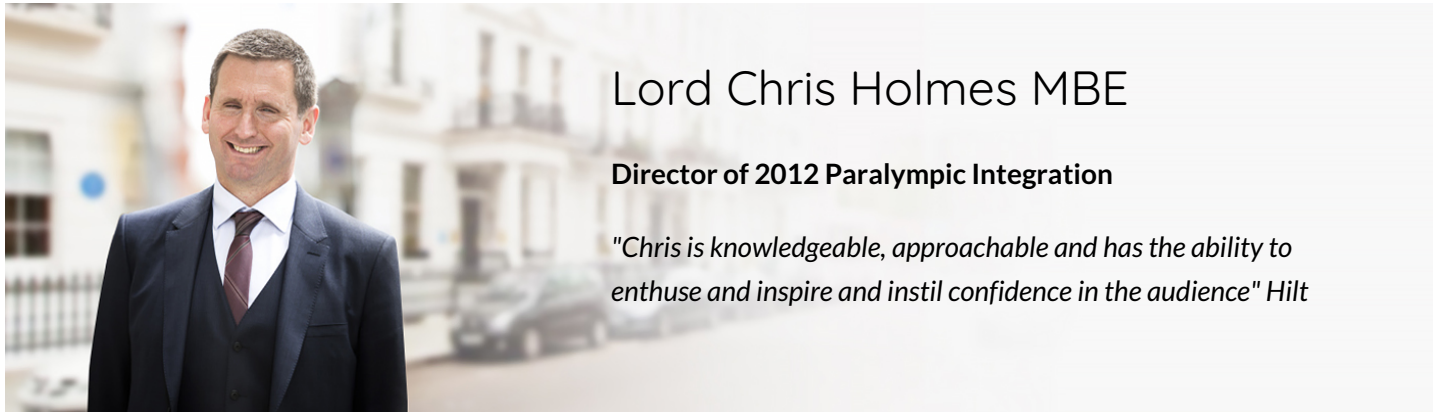 Lord Chris Holmes MBE
Director of 2012 Paralympic Integration
"Chris is knowledgeable, approachable and has the ability to
enthuse and inspire and instil confidence in the audience" Hilt